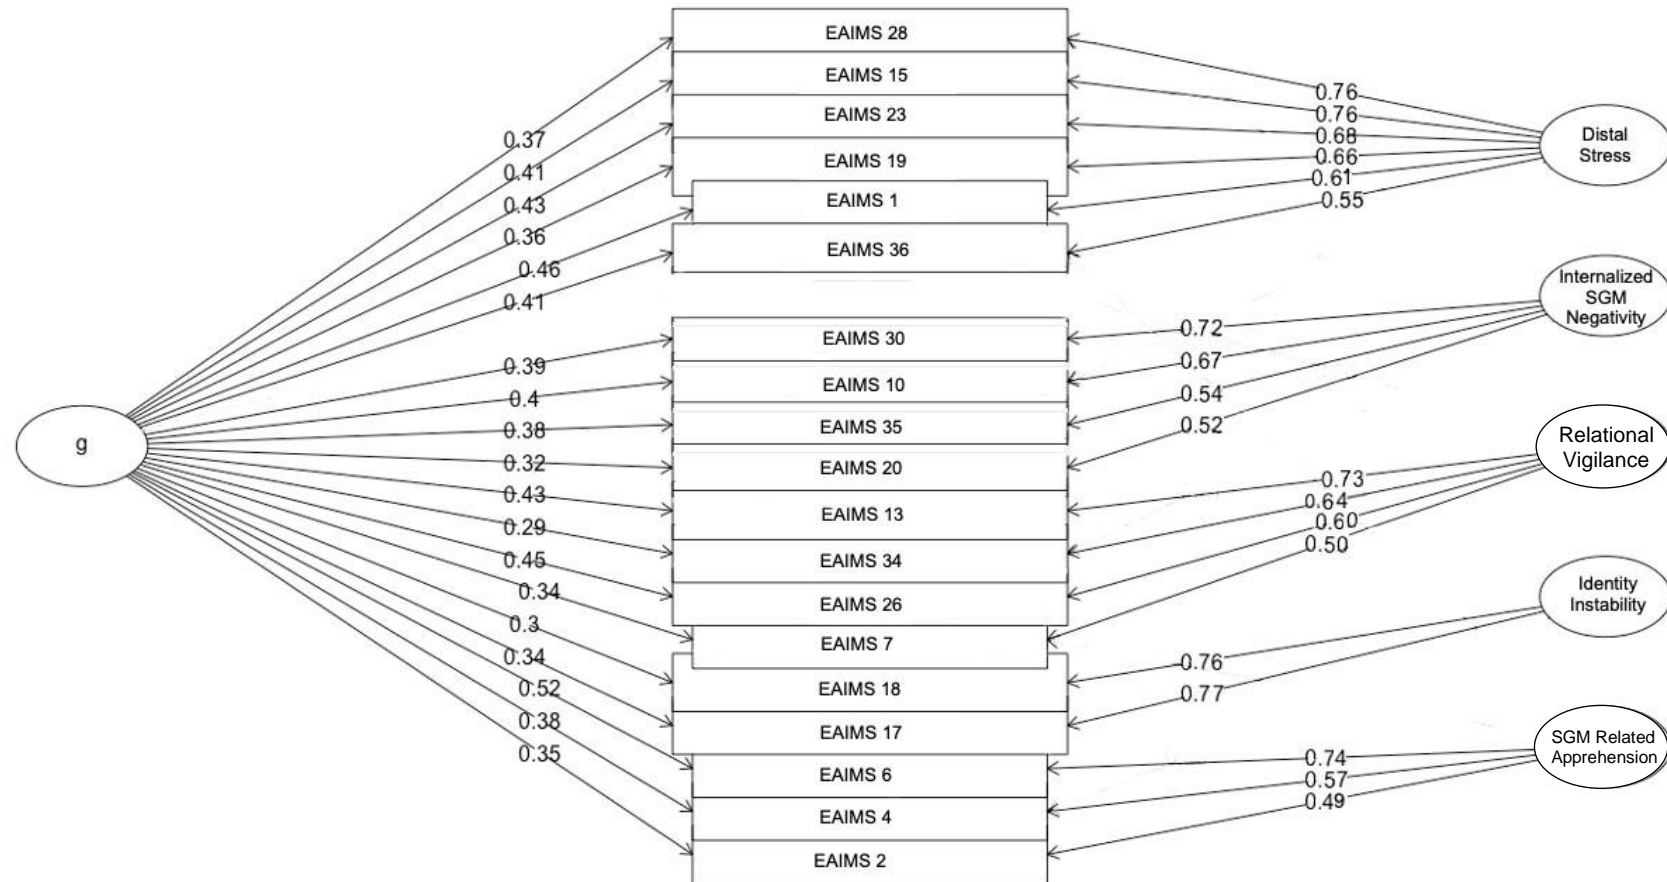 EAIMS 28
EAIMS 15
EAIMS 23
EAIMS 19
EAIMS 1
EAIMS 36
EAIMS 30
EAIMS 10
EAIMS 35
EAIMS 20
EAIMS 13
EAIMS 34
EAIMS 26
EAIMS 7
EAIMS 18
EAIMS 17
EAIMS 6
EAIMS 4
EAIMS 2
g
0.37
0.41
0.43
0.36
0.46
0.41
0.39
0.4
0.38
0.32
0.43
0.29
0.45
0.34
0.3
0.34
0.52
0.38
0.35
0.76
0.76
0.68
0.66
0.61
0.55
0.72
0.67
0.54
0.52
0.73
0.64
0.60
0.50
0.76
0.77
0.74
0.57
0.49
Distal
Stress
Internalized
SGM
Negativity
Relational
Vigilance
Identity
Instability
SGM Related
Apprehension